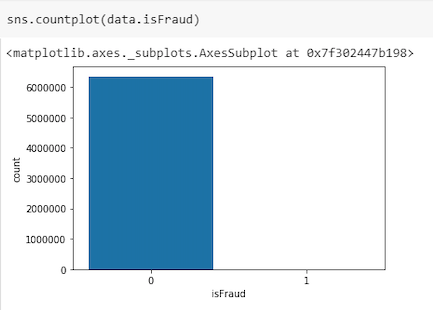 sns.countplot(data.isFraud)
<matplotlib.axes._subplots.AxesSubplot at 0x7f302447b198>
6000000
5000000
4000000
3000000
2000000
1000000
0
count
0 1
isFraud